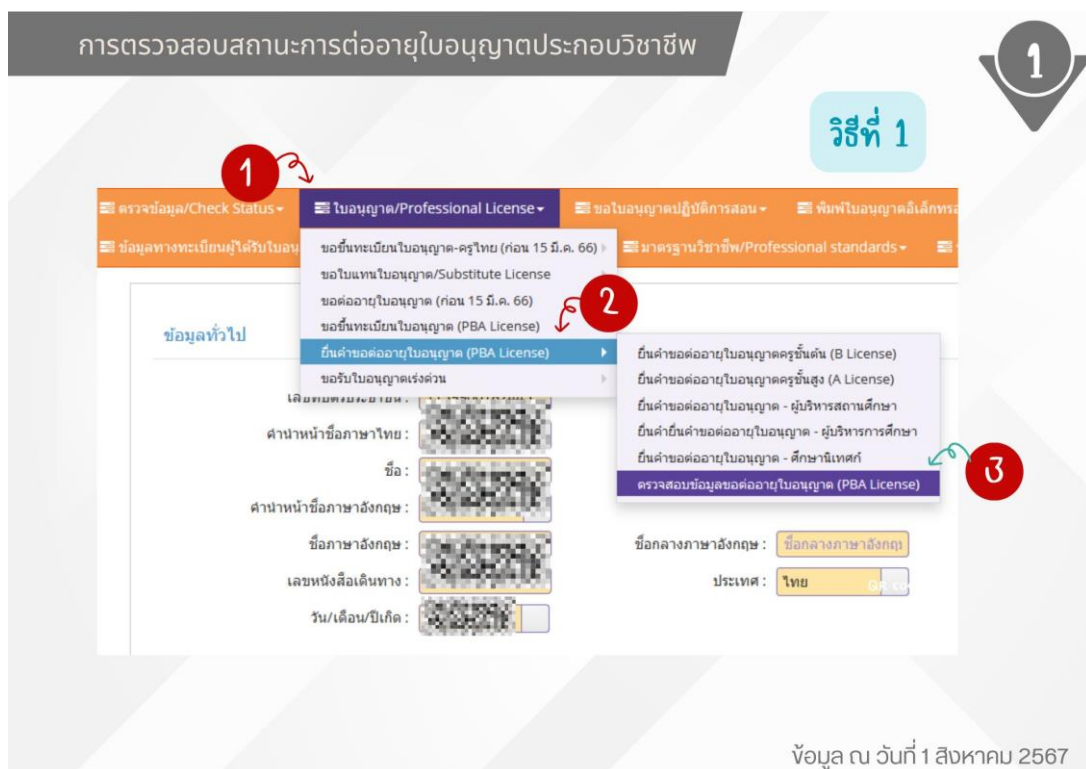 การตรวจสอบสถานะการต่ออายุใบอนุญาตประกอบวิชาชีพ
1
วิธีที่ 1
1
ตรวจข้อมูล/Check Status
ใบอนุญาต/Professional License
ขอใบอนุญาตปฏิบัติการสอน
พิมพ์ใบอนุญาตอิเล็กทรอ
ข้อมูลทางทะเบียนผู้ได้รับใบอนุ
มาตรฐานวิชาชีพ/Professional standards
ขอขึ้นทะเบียนใบอนุญาต-ครูไทย (ก่อน 15 มี.ค. 66)
ขอใบแทนใบอนุญาต/Substitute License
ขอต่ออายุใบอนุญาต (ก่อน 15 มี.ค. 66)
2
ขอขึ้นทะเบียนใบอนุญาต (PBA License)
ยื่นคำขอต่ออายุใบอนุญาต (PBA License)
ขอรับใบอนุญาตเร่งด่วน
ยื่นคำขอต่ออายุใบอนุญาตครูชั้นต้น (B License)
ยื่นคำขอต่ออายุใบอนุญาตครูชั้นสูง (A License)
ยื่นคำขอต่ออายุใบอนุญาต - ผู้บริหารสถานศึกษา
ยื่นคำยื่นคำขอต่ออายุใบอนุญาต - ผู้บริหารการศึกษา
ยื่นคำขอต่ออายุใบอนุญาต - ศึกษานิเทศก์
ตรวจสอบข้อมูลขอต่ออายุใบอนุญาต (PBA License)
3
ข้อมูลทั่วไป
คำนำหน้าชื่อภาษาไทย :
ชื่อ :
คำนำหน้าชื่อภาษาอังกฤษ :
ชื่อภาษาอังกฤษ :
ชื่อกลางภาษาอังกฤษ :
ชื่อกลางภาษาอังกฤ
เลขหนังสือเดินทาง :
ประเทศ :
ไทย
วัน/เดือน/ปีเกิด :
ข้อมูล ณ วันที่ 1 สิงหาคม 2567